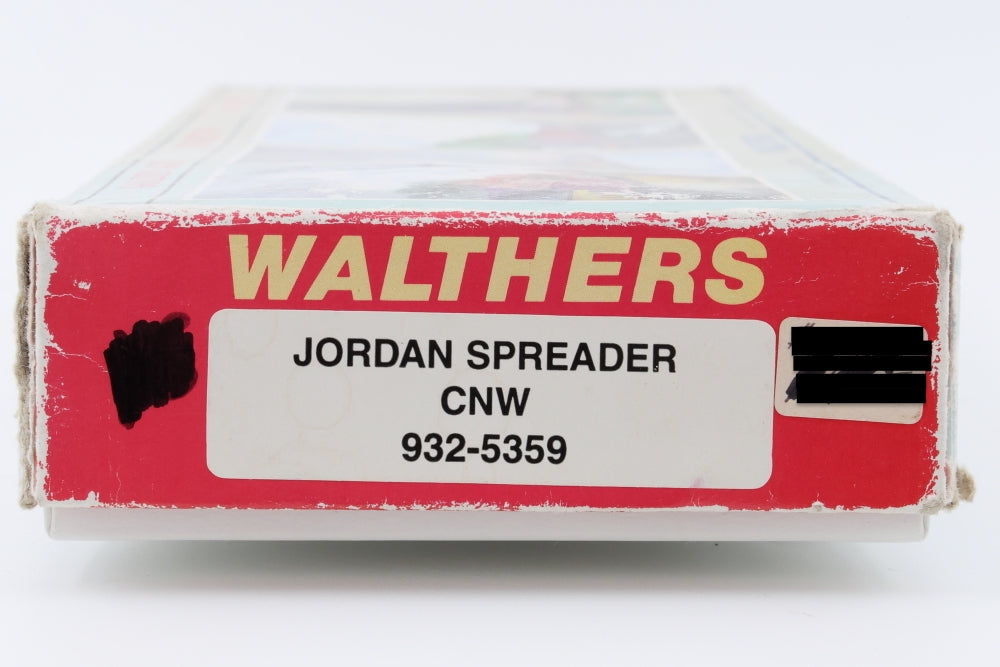 WALTHERS
JORDAN SPREADER
CNW
932-5359